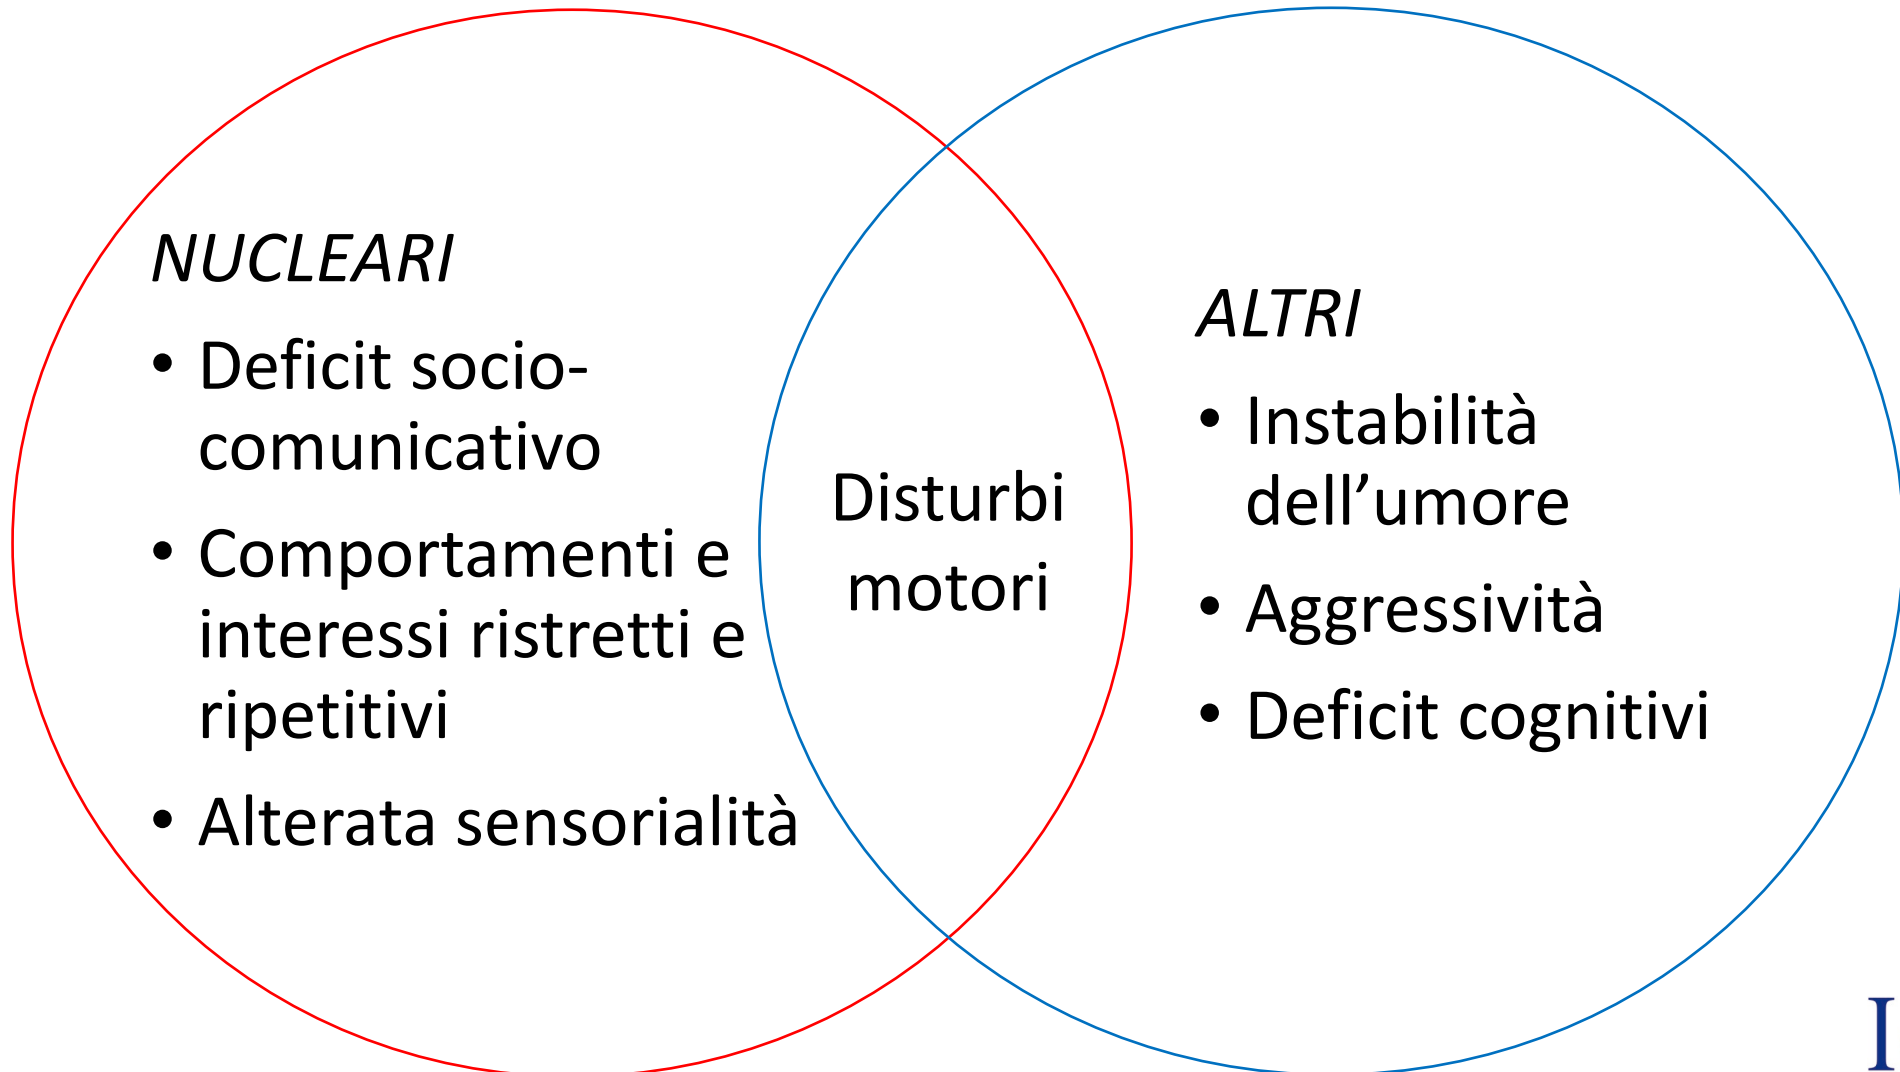 NUCLEARI
• Deficit socio-
comunicativo
• Comportamenti e
interessi ristretti e
ripetitivi
• Alterata sensorialità
Disturbi
motori
ALTRI
• Instabilità
dell’umore
• Aggressività
• Deficit cognitivi
I